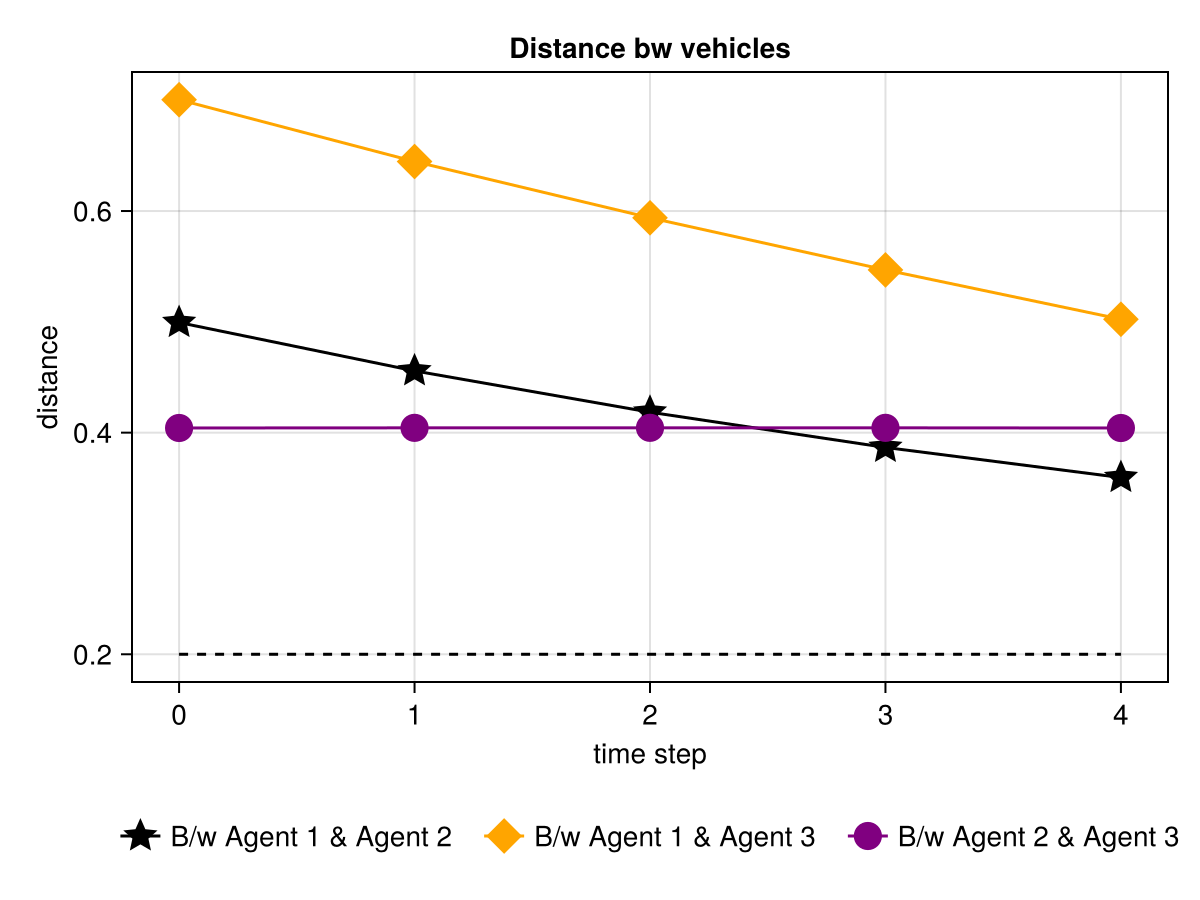 Distance bw vehicles
distance
0.6
0.4
0.2
0 1 2 3 4
time step
B/w Agent 1 & Agent 2 B/w Agent 1 & Agent 3 B/w Agent 2 & Agent 3